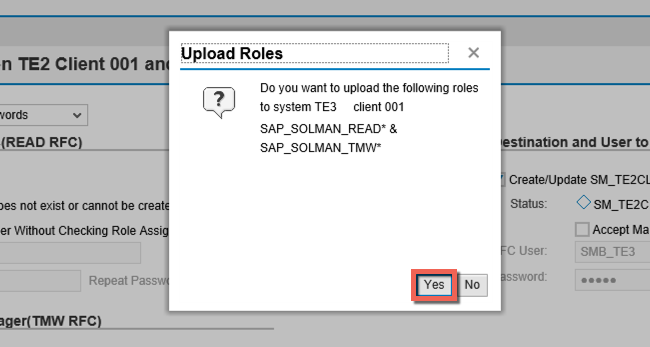 n TE2 Client 001 and
Upload Roles
Do you want to upload the following roles
to system TE3 client 001
SAP_SOLMAN_READ* &
SAP_SOLMAN_TMW*
Yes No
?
words
(READ RFC)
oes not exist or cannot be create
er Without Checking Role Assig
Repeat Passwo
ager(TMW RFC)
estination and User to
Create/Update SM_TE2CL
Status: SM_TE2C
Accept Ma
FC User: SMB_TE3
assword: •••••